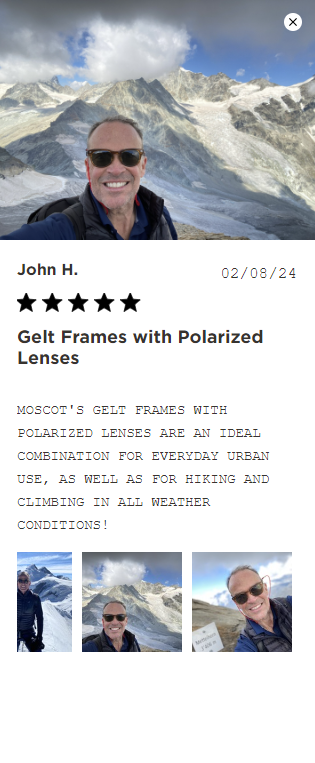 John H.
02/08/24
Gelt Frames with Polarized
Lenses
MOSCOT'S GELT FRAMES WITH
POLARIZED LENSES ARE AN IDEAL
COMBINATION FOR EVERYDAY URBAN
USE, AS WELL AS FOR HIKING AND
CLIMBING IN ALL WEATHER
CONDITIONS!